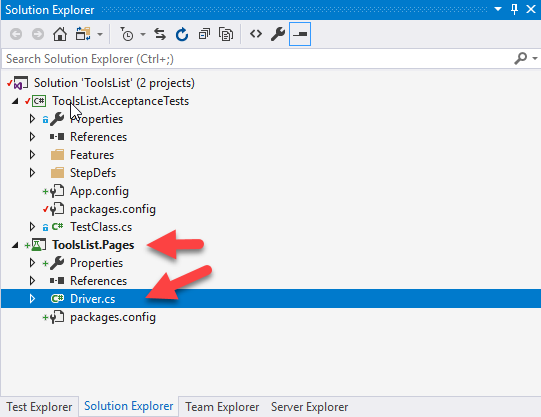 Solution Explorer
Search Solution Explorer (Ctrl+;)
Solution 'ToolsList' (2 projects)
C# ToolsList.AcceptanceTests
Properties
References
Features
StepDefs
App.config
packages.config
C# TestClass.cs
ToolsList.Pages
Properties
References
C# Driver.cs
packages.config
Test Explorer Solution Explorer Team Explorer Server Explorer